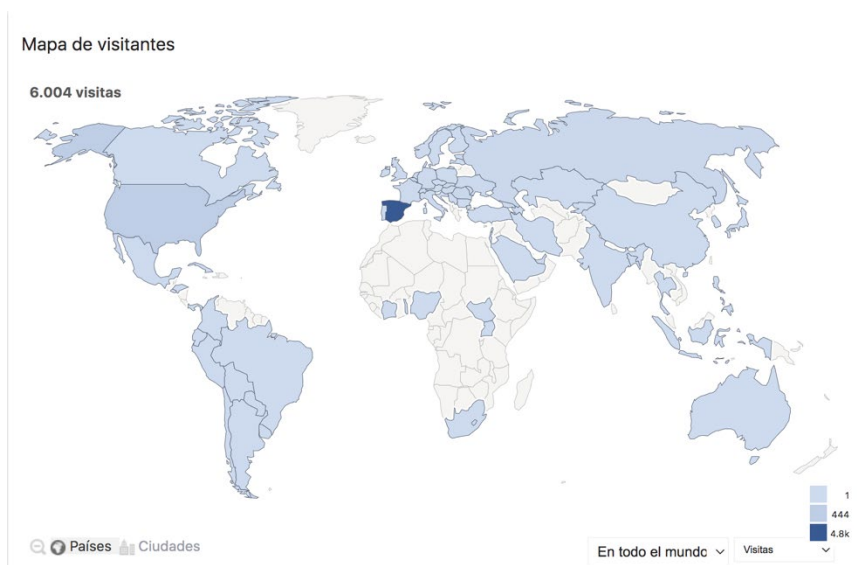 Mapa de visitantes
6.004 visitas
1
444
4.8k
Países Ciudades
En todo el mundo
Visitas